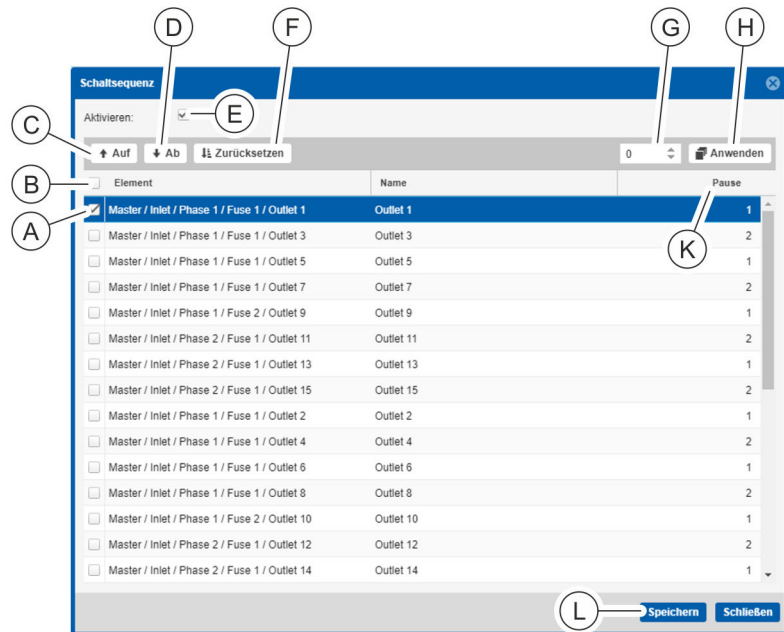 D F G H
Schaltsequenz
Aktivieren: E
C
Auf Ab Zurücksetzen 0 Anwenden
B Element Name Pause
A Master / Inlet / Phase 1 / Fuse 1 / Outlet 1 Outlet 1 1
Master / Inlet / Phase 1 / Fuse 1 / Outlet 3 Outlet 3 2
K
Master / Inlet / Phase 1 / Fuse 1 / Outlet 5 Outlet 5 1
Master / Inlet / Phase 1 / Fuse 1 / Outlet 7 Outlet 7 2
Master / Inlet / Phase 1 / Fuse 2 / Outlet 9 Outlet 9 1
Master / Inlet / Phase 2 / Fuse 1 / Outlet 11 Outlet 11 2
Master / Inlet / Phase 2 / Fuse 1 / Outlet 13 Outlet 13 1
Master / Inlet / Phase 2 / Fuse 1 / Outlet 15 Outlet 15 2
Master / Inlet / Phase 1 / Fuse 1 / Outlet 2 Outlet 2 1
Master / Inlet / Phase 1 / Fuse 1 / Outlet 4 Outlet 4 2
Master / Inlet / Phase 1 / Fuse 1 / Outlet 6 Outlet 6 1
Master / Inlet / Phase 1 / Fuse 1 / Outlet 8 Outlet 8 2
Master / Inlet / Phase 1 / Fuse 2 / Outlet 10 Outlet 10 1
Master / Inlet / Phase 2 / Fuse 1 / Outlet 12 Outlet 12 2
Master / Inlet / Phase 2 / Fuse 1 / Outlet 14 Outlet 14 1
L Speichern Schließen